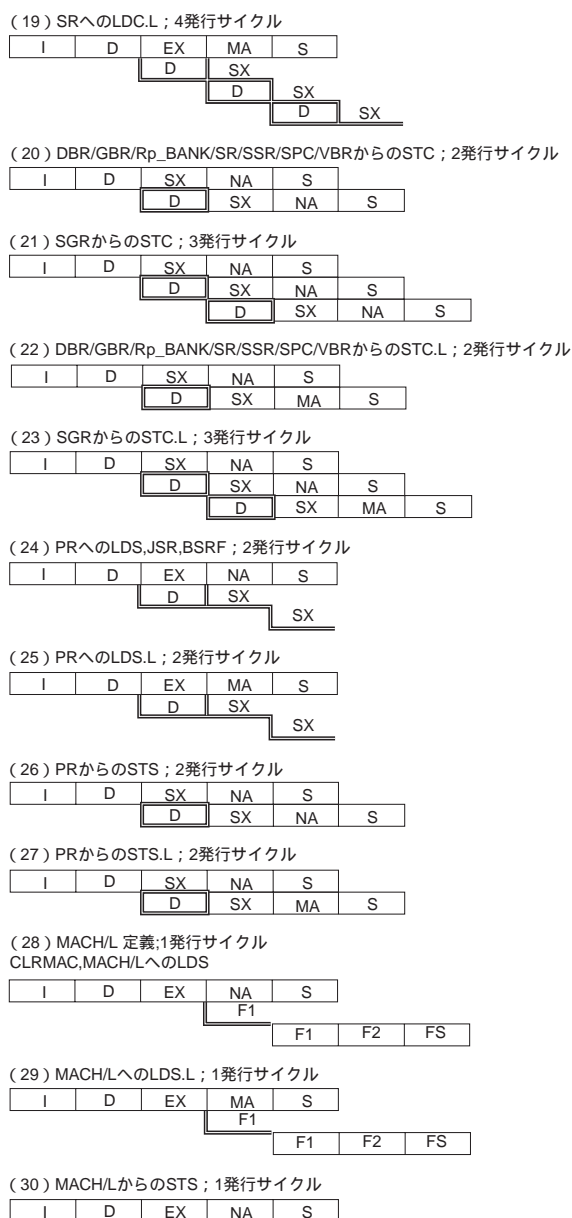 (19)SRへのLDC.L;4発行サイクル
I D EX MA S
D SX
D SX
D SX
(20)DBR/GBR/Rp_BANK/SR/SSR/SPC/VBRからのSTC;2発行サイクル
I D SX NA S
D SX NA S
(21)SGRからのSTC;3発行サイクル
I D SX NA S
D SX NA S
D SX NA S
(22)DBR/GBR/Rp_BANK/SR/SSR/SPC/VBRからのSTC.L;2発行サイクル
I D SX NA S
D SX MA S
(23)SGRからのSTC.L;3発行サイクル
I D SX NA S
D SX NA S
D SX MA S
(24)PRへのLDS,JSR,BSRF;2発行サイクル
I D EX NA S
D SX
SX
(25)PRへのLDS.L;2発行サイクル
I D EX MA S
D SX
SX
(26)PRからのSTS;2発行サイクル
I D SX NA S
D SX NA S
(27)PRからのSTS.L;2発行サイクル
I D SX NA S
D SX MA S
(28)MACH/L 定義;1発行サイクル
CLRMAC,MACH/LへのLDS
I D EX NA S
F1
F1 F2 FS
(29)MACH/LへのLDS.L;1発行サイクル
I D EX MA S
F1
F1 F2 FS
(30)MACH/LからのSTS;1発行サイクル
I D EX NA S